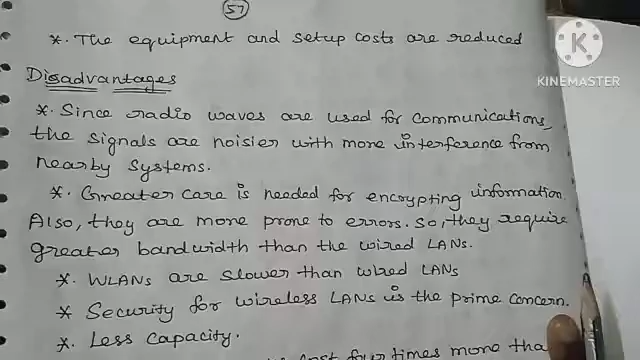 57
*. The equipment and setup costs are reduced
KINEMASTER
Disadvantages
*. Since radio waves are used for communications,
the signals are noisier with more interference from
nearby systems.
*. Greater care is needed for encrypting information.
Also, they are more prone to errors. So, they require
greater bandwidth than the wired LANs.
*. WLANs are slower than wired LANs
* Security for wireless LANs is the prime concern.
*. Less capacity.
cost four times more tha